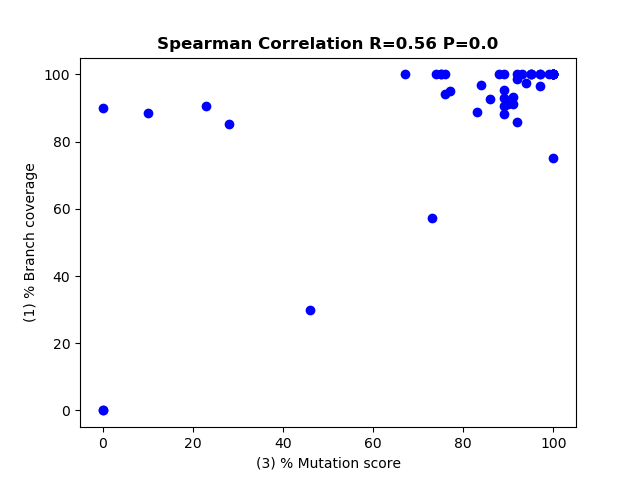 Spearman Correlation R=0.56 P=0.0
100
80
60
40
20
0
(1) % Branch coverage
0 20 40 60 80 100
(3) % Mutation score